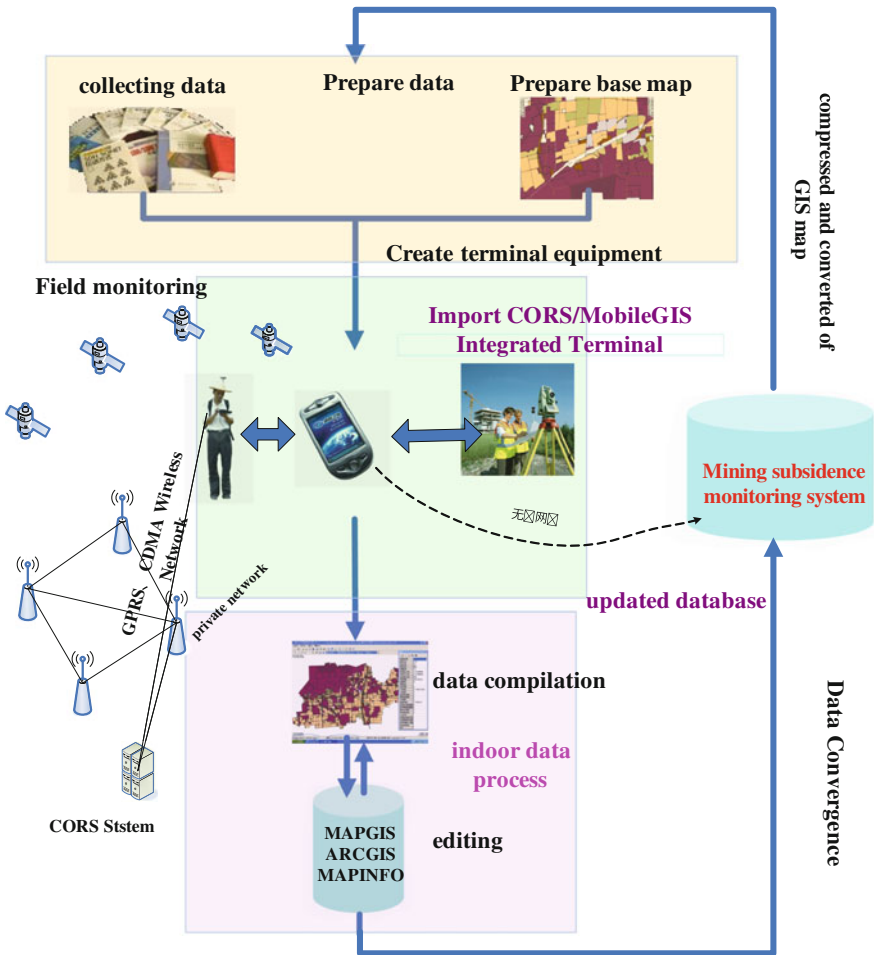 collecting data
Prepare data
Prepare base map
compressed and converted of
GIS map
Create terminal equipment
Field monitoring
Import CORS/MobileGIS
Integrated Terminal
GPRS、CDMA Wireless
Network
private network
Mining subsidence
monitoring system
updated database
data compilation
indoor data
process
CORS Ststem
MAPGIS
ARCGIS
MAPINFO
editing
Data Convergence